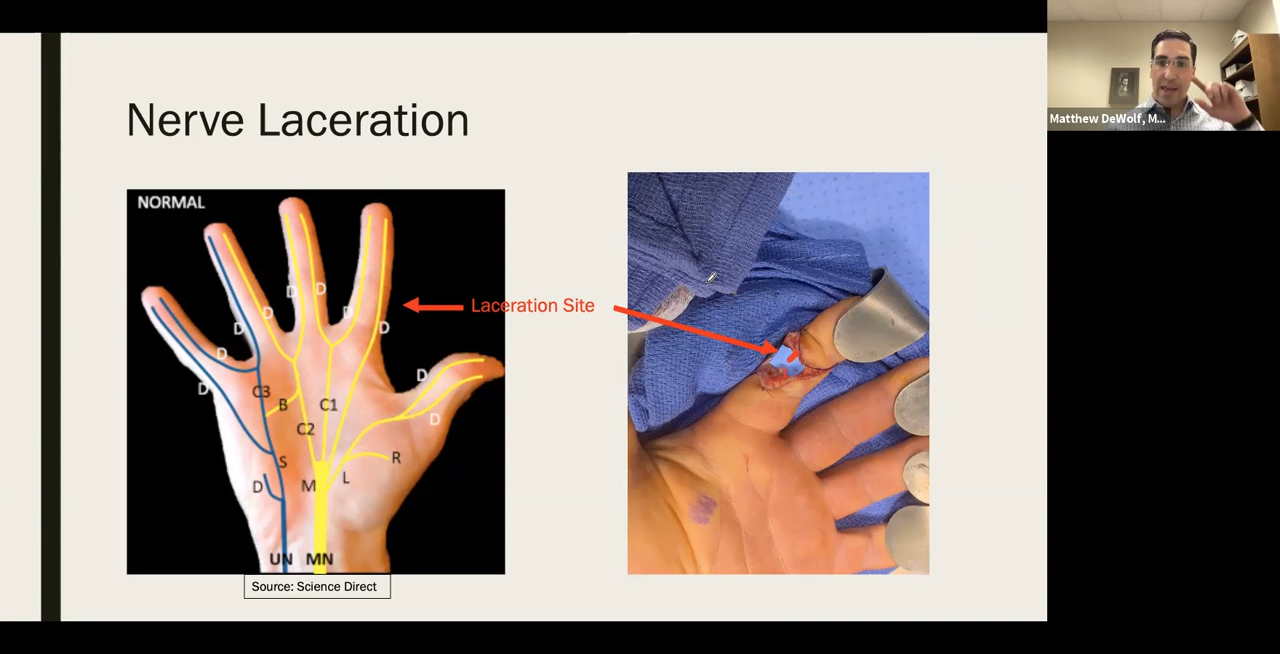 Nerve Laceration
NORMAL
D
D
D
D
D
D
D
D
D
D
C3
B
C1
C2
S
R
D
M
L
UN MN
Laceration Site
Source: Science Direct
Matthew DeWolf, M...